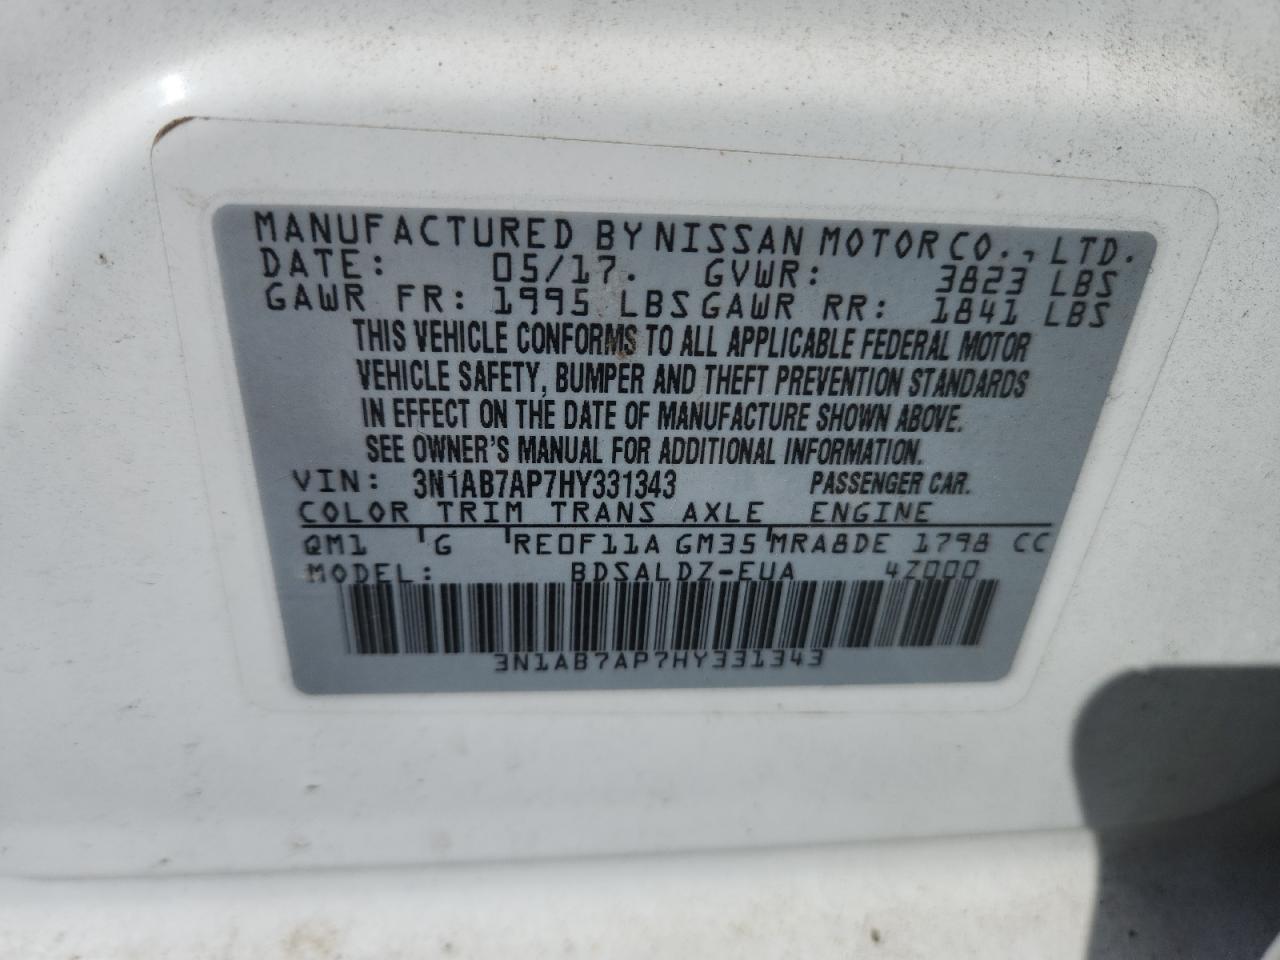 MANUFACTURED BY NISSAN MOTOR CO., LTD.
DATE: 05/17. GVWR: 3823 LBS
GAWR FR: 1995 LBS GAWR RR: 1841 LBS
THIS VEHICLE CONFORMS TO ALL APPLICABLE FEDERAL MOTOR
VEHICLE SAFETY, BUMPER AND THEFT PREVENTION STANDARDS
IN EFFECT ON THE DATE OF MANUFACTURE SHOWN ABOVE.
SEE OWNER'S MANUAL FOR ADDITIONAL INFORMATION.
VIN: 3N1AB7AP7HY331343 PASSENGER CAR.
COLOR TRIM TRANS AXLE ENGINE
QM1 G RE0F11A GM35 MRA8DE 1798 CC
MODEL: BDSALDZ-EUA 4Z000
3N1AB7AP7HY331343